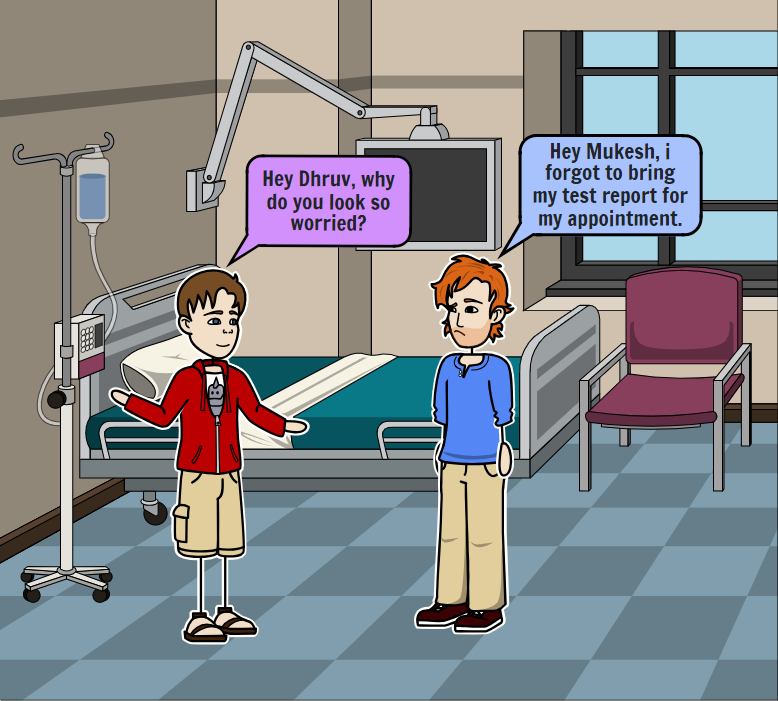 Hey Dhruv, why
do you look so
worried?
Hey Mukesh, i
forgot to bring
my test report for
my appointment.